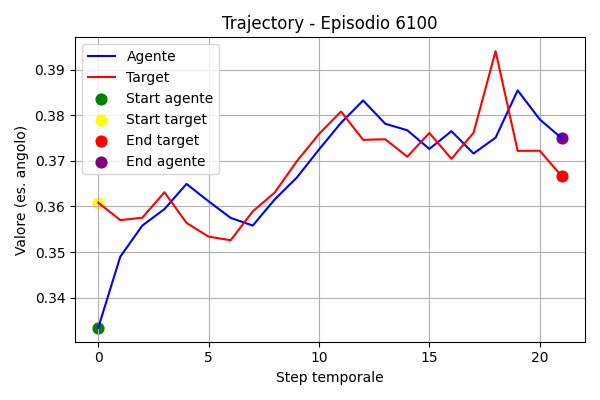 Trajectory - Episodio 6100
Agente
Target
Start agente
Start target
End target
End agente
Valore (es. angolo)
0.39
0.38
0.37
0.36
0.35
0.34
0 5 10 15 20
Step temporale